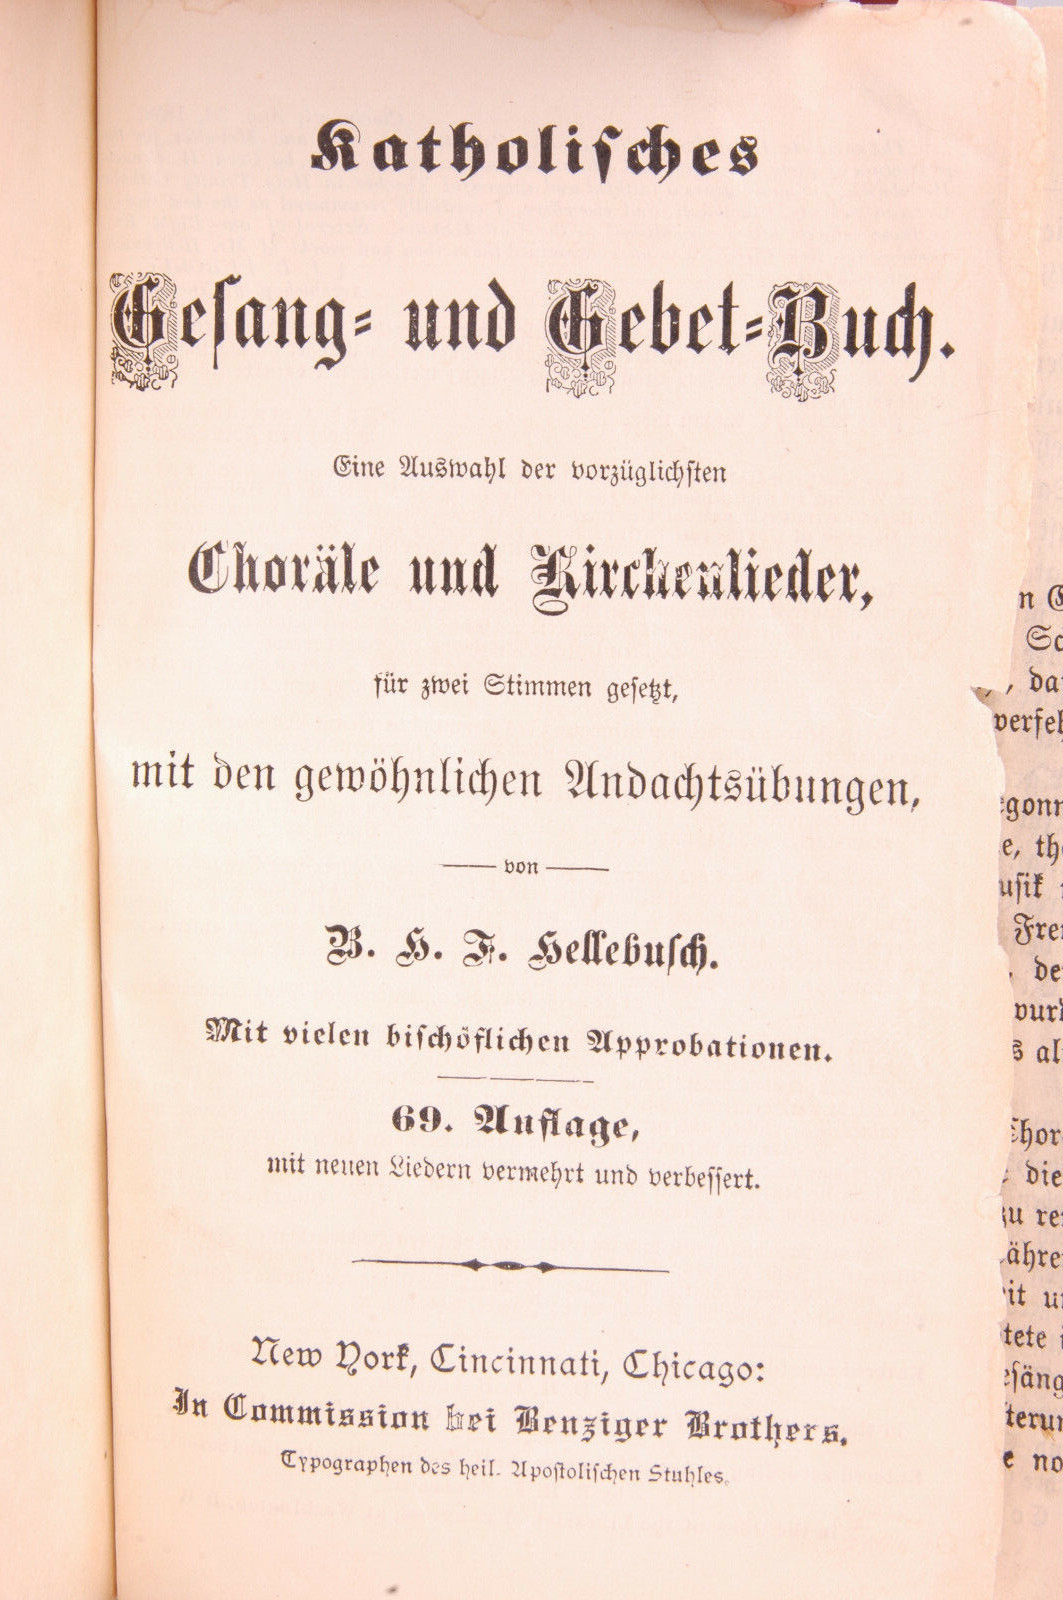 Katholisches
Gesang- und Gebet-Buch.
Eine Auswahl der vorzüglichsten
Choräle und Kirchenlieder,
für zwei Stimmen gesetzt,
mit den gewöhnlichen Andachtsübungen,
von
B. H. F. Hellebusch.
Mit vielen bischöflichen Approbationen.
69. Auflage,
mit neuen Liedern vermehrt und verbessert.
New York, Cincinnati, Chicago:
In Commission bei Benziger Brothers.
Typographen des heil. Apostolischen Stuhles.